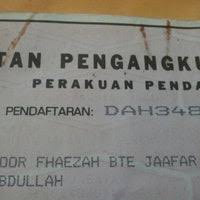 TAN PENGANGKU
PERAKUAN PENDA
PENDAFTARAN: DAH348
OOR FHAEZAH BTE JAAFAR
BDULLAH